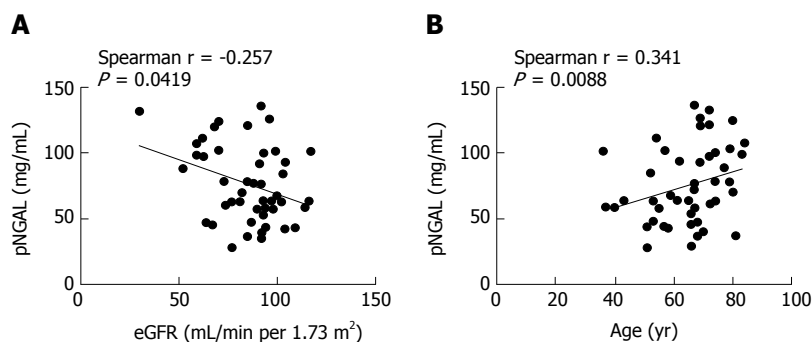 A
Spearman r = -0.257
P = 0.0419
150
100
50
0
pNGAL (mg/mL)
0 50 100 150
eGFR (mL/min per 1.73 m²)
B
Spearman r = 0.341
P = 0.0088
150
100
50
0
pNGAL (mg/mL)
0 20 40 60 80 100
Age (yr)